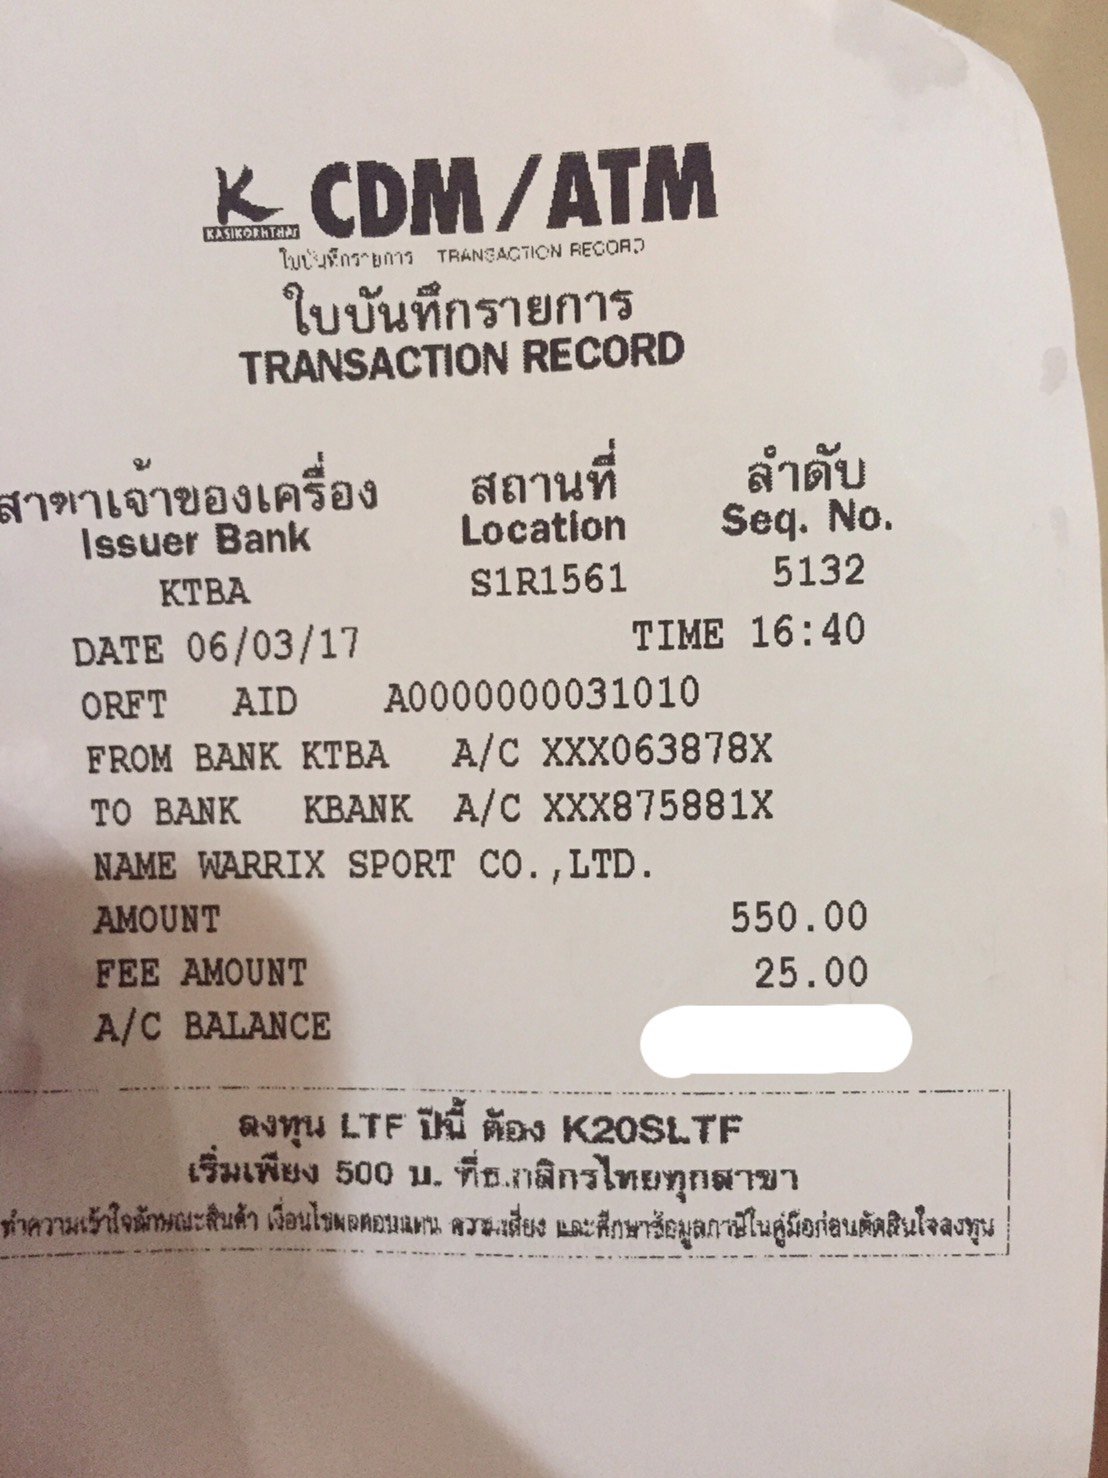 K CDM/ATM
KASIKORNTHAI
ใบบันทึกรายการ TRANSACTION RECORD
ใบบันทึกรายการ
TRANSACTION RECORD
สาขาเจ้าของเครื่อง สถานที่ ลำดับ
Issuer Bank Location Seq. No.
KTBA S1R1561 5132
DATE 06/03/17 TIME 16:40
ORFT AID A0000000031010
FROM BANK KTBA A/C XXX063878X
TO BANK KBANK A/C XXX875881X
NAME WARRIX SPORT CO.,LTD.
AMOUNT 550.00
FEE AMOUNT 25.00
A/C BALANCE
ลงทุน LTF ปีนี้ ต้อง K20SLTF
เริ่มเพียง 500 บ. ที่ธ.กสิกรไทยทุกสาขา
ทำความเข้าใจลักษณะสินค้า เงื่อนไขผลตอบแทน ความเสี่ยง และศึกษาข้อมูลภาษีในคู่มือก่อนตัดสินใจลงทุน